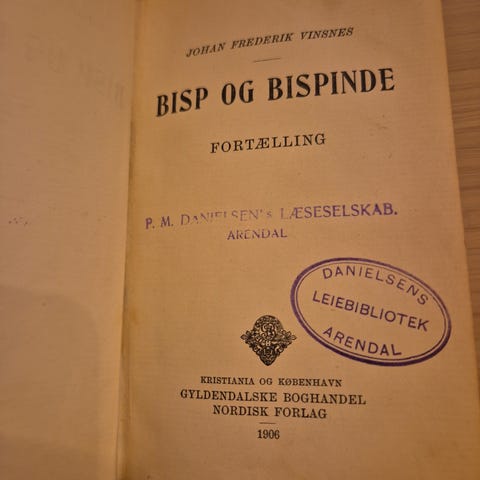 JOHAN FREDERIK VINSNES
BISP OG BISPINDE
FORTÆLLING
P. M. DANIELSEN's LÆSESELSKAB.
ARENDAL
DANIELSENS
LEIEBIBLIOTEK
ARENDAL
KRISTIANIA OG KØBENHAVN
GYLDENDALSKE BOGHANDEL
NORDISK FORLAG
1906